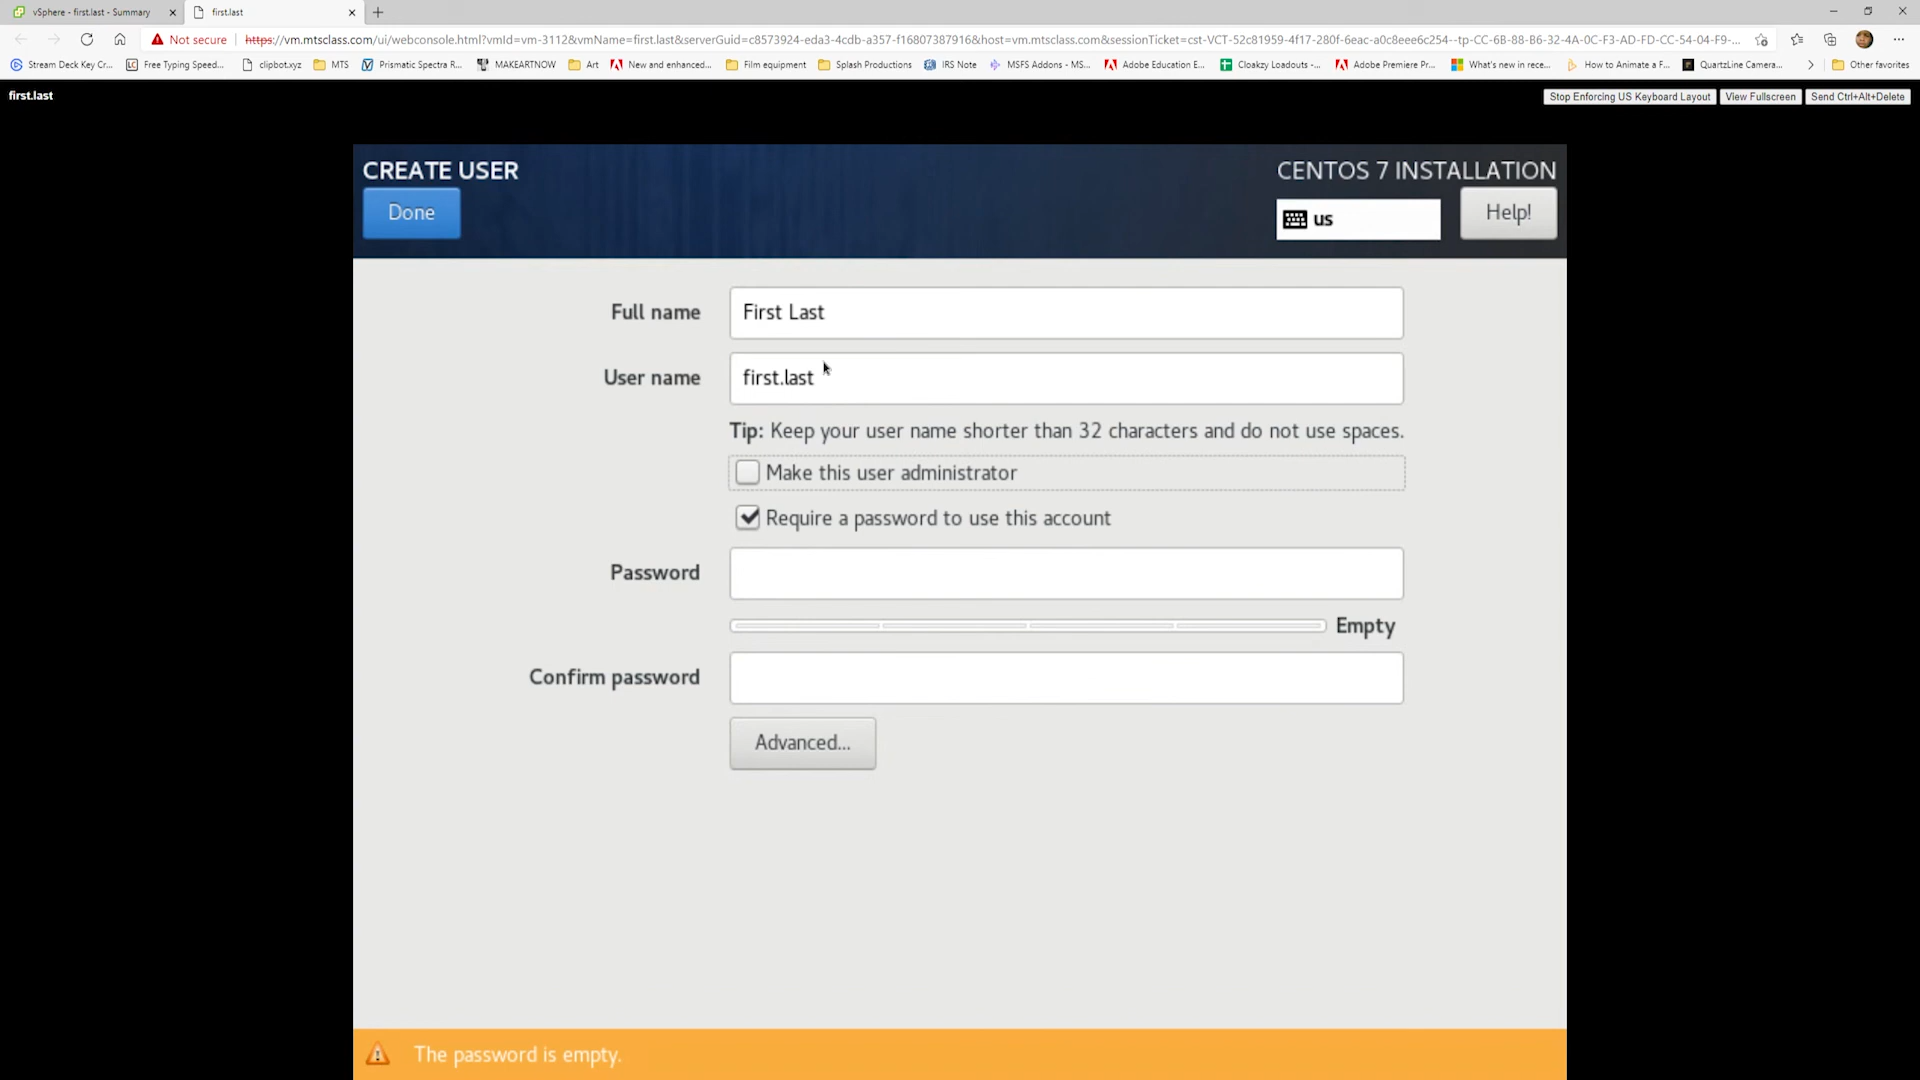 vSphere - first.last - Summary
first.last
Not secure
https://vm.mtsclass.com/ui/webconsole.html?vmId=vm-3112&vmName=first.last&serverGuid=c8573924-eda3-4cdb-a357-f16807387916&host=vm.mtsclass.com&sessionTicket=cst-VCT-52c81959-4f17-280f-6eac-a0c8eee6c254--tp-CC-6B-88-B6-32-4A-0C-F3-AD-FD-CC-54-04-F9-...
Stream Deck Key Cr...
Free Typing Speed...
clipbot.xyz
MTS
Prismatic Spectra R...
MAKEARTNOW
Art
New and enhanced...
Film equipment
Splash Productions
IRS Note
MSFS Addons - MS...
Adobe Education E...
Cloakzy Loadouts -...
Adobe Premiere Pr...
What's new in rece...
How to Animate a F...
QuartzLine Camera...
Other favorites
first.last
Stop Enforcing US Keyboard Layout
View Fullscreen
Send Ctrl+Alt+Delete
CREATE USER
CENTOS 7 INSTALLATION
Done
us
Help!
Full name
First Last
User name
first.last
Tip: Keep your user name shorter than 32 characters and do not use spaces.
Make this user administrator
Require a password to use this account
Password
Empty
Confirm password
Advanced...
The password is empty.